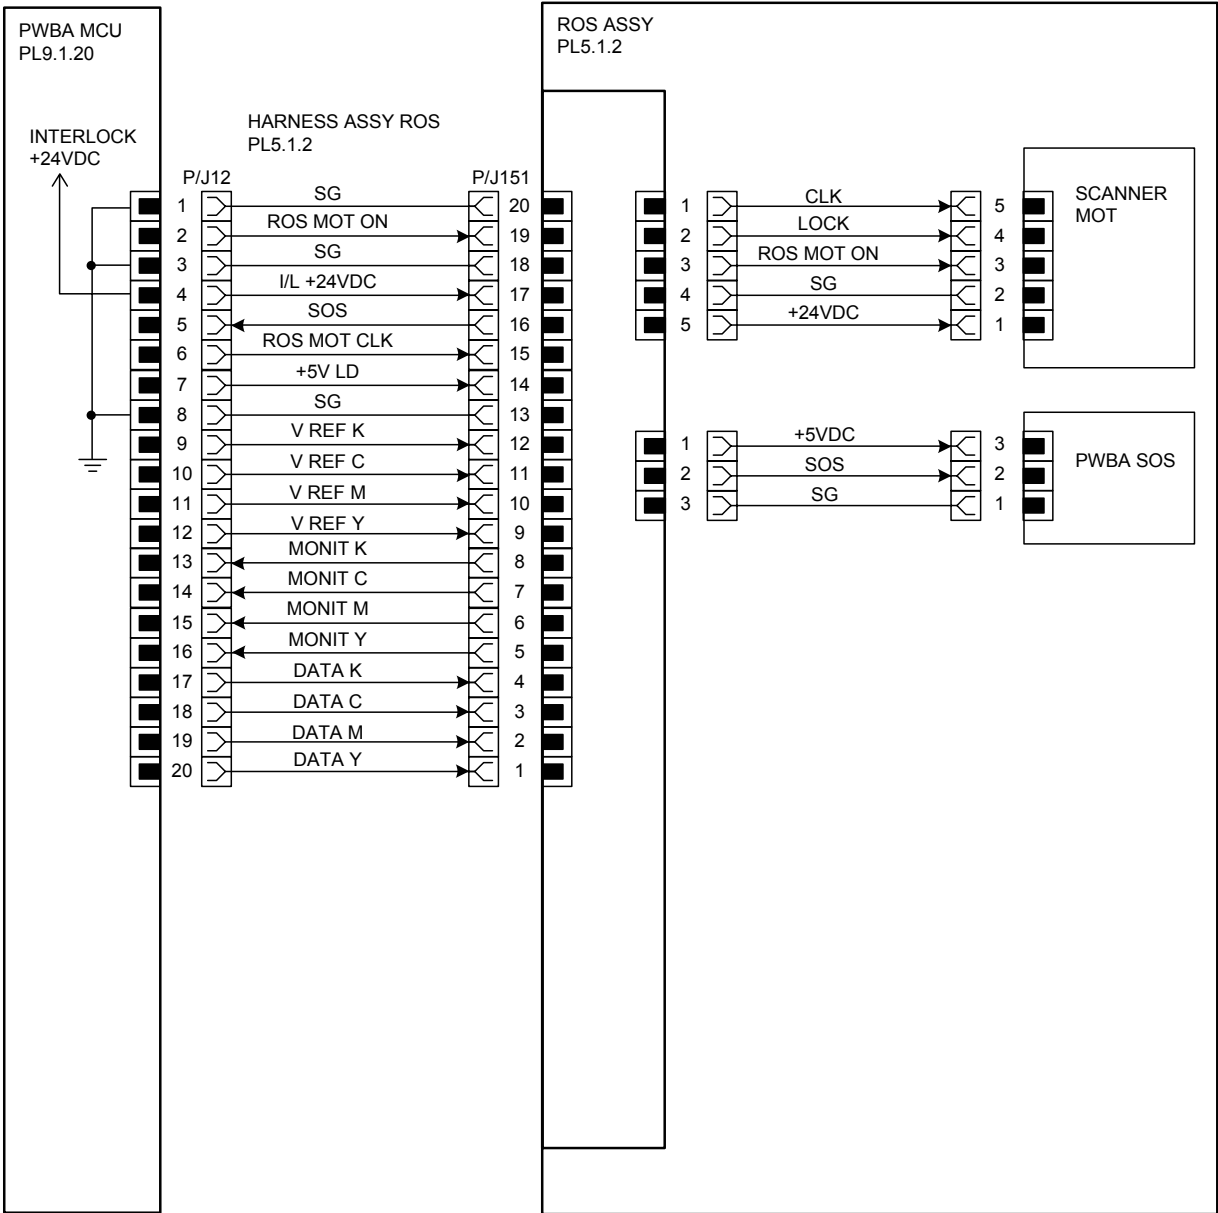 PWBA MCU
PL9.1.20
ROS ASSY
PL5.1.2
INTERLOCK
+24VDC
HARNESS ASSY ROS
PL5.1.2
P/J12 P/J151
1 SG 20
2 ROS MOT ON 19
3 SG 18
4 I/L +24VDC 17
5 SOS 16
6 ROS MOT CLK 15
7 +5V LD 14
8 SG 13
9 V REF K 12
10 V REF C 11
11 V REF M 10
12 V REF Y 9
13 MONIT K 8
14 MONIT C 7
15 MONIT M 6
16 MONIT Y 5
17 DATA K 4
18 DATA C 3
19 DATA M 2
20 DATA Y 1
1 CLK 5
2 LOCK 4
3 ROS MOT ON 3
4 SG 2
5 +24VDC 1
SCANNER
MOT
1 +5VDC 3
2 SOS 2
3 SG 1
PWBA SOS